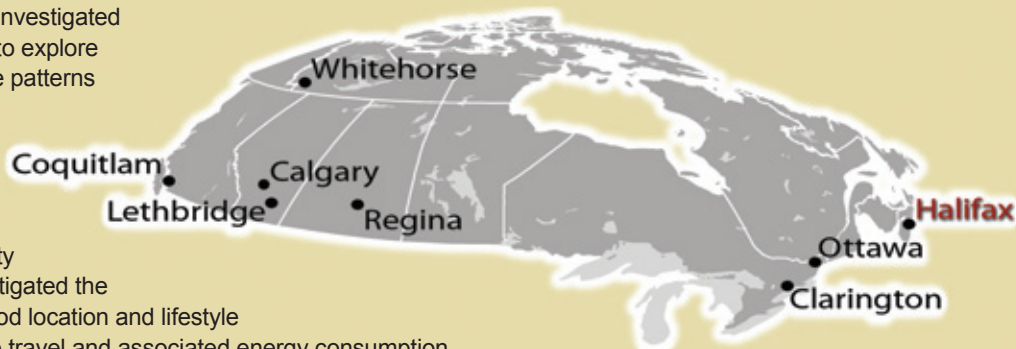 investigated
to explore
e patterns
Whitehorse
Coquitlam
Calgary
Lethbridge
Regina
Halifax
Ottawa
Clarington
ty
tigated the
od location and lifestyle
travel and associated energy consumption